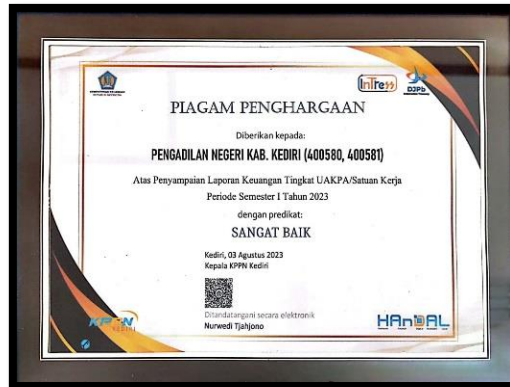 InTress
DJPb
PIAGAM PENGHARGAAN
Diberikan kepada:
PENGADILAN NEGERI KAB. KEDIRI (400580, 400581)
Atas Penyampaian Laporan Keuangan Tingkat UAKPA/Satuan Kerja
Periode Semester I Tahun 2023
dengan predikat:
SANGAT BAIK
Kediri, 03 Agustus 2023
Kepala KPPN Kediri
Ditandatangani secara elektronik
Nurwedi Tjahjono
KPPN
KEDIRI
HAnDAL